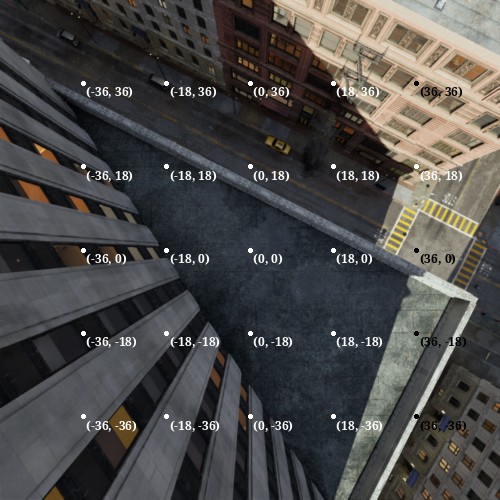 (-36, 36) (-18, 36) (0, 36) (18, 36) (36, 36)
(-36, 18) (-18, 18) (0, 18) (18, 18) (36, 18)
(-36, 0) (-18, 0) (0, 0) (18, 0) (36, 0)
(-36, -18) (-18, -18) (0, -18) (18, -18) (36, -18)
(-36, -36) (-18, -36) (0, -36) (18, -36) (36, -36)